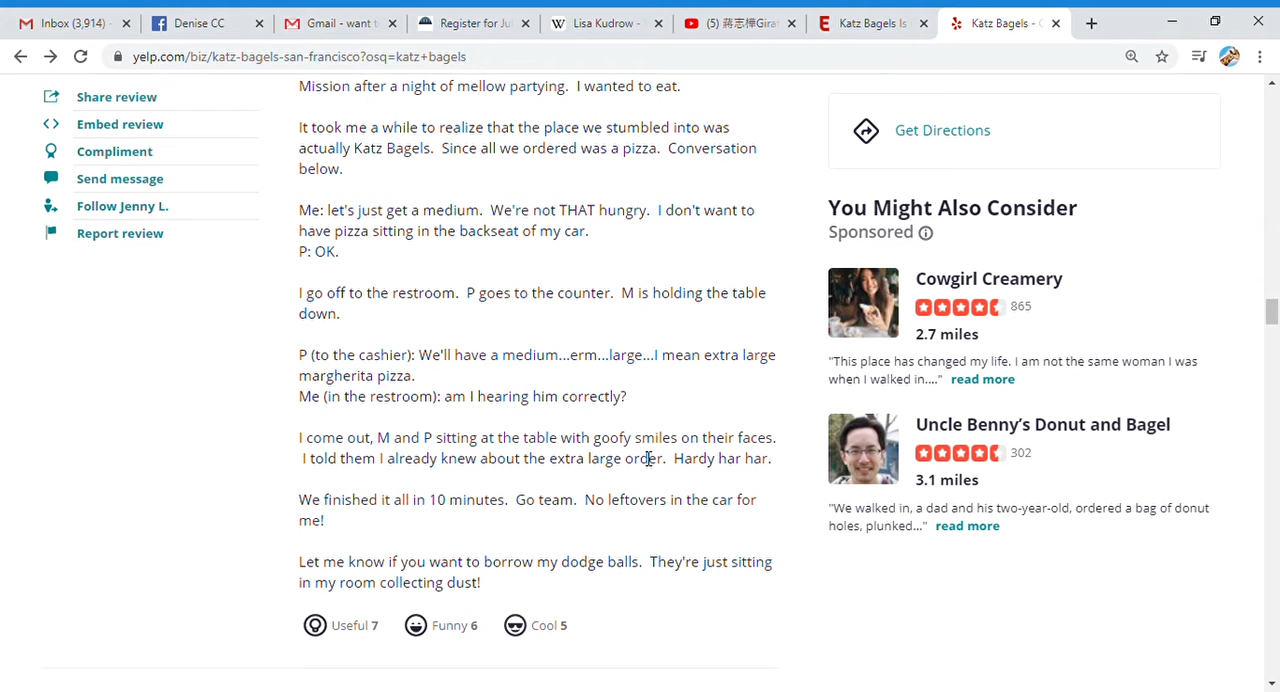 Inbox (3,914) -
Denise CC
Gmail - want t
Register for Ju
Lisa Kudrow -
(5) 蔣志樺Girat
Katz Bagels Is
Katz Bagels - C
yelp.com/biz/katz-bagels-san-francisco?osq=katz+bagels
Share review
Embed review
Compliment
Send message
Follow Jenny L.
Report review
Mission after a night of mellow partying.  I wanted to eat.
It took me a while to realize that the place we stumbled into was
actually Katz Bagels.  Since all we ordered was a pizza.  Conversation
below.
Me: let's just get a medium.  We're not THAT hungry.  I don't want to
have pizza sitting in the backseat of my car.
P: OK.
I go off to the restroom.  P goes to the counter.  M is holding the table
down.
P (to the cashier): We'll have a medium...erm...large...I mean extra large
margherita pizza.
Me (in the restroom): am I hearing him correctly?
I come out, M and P sitting at the table with goofy smiles on their faces.
I told them I already knew about the extra large order.  Hardy har har.
We finished it all in 10 minutes.  Go team.  No leftovers in the car for
me!
Let me know if you want to borrow my dodge balls.  They're just sitting
in my room collecting dust!
Useful 7
Funny 6
Cool 5
Get Directions
You Might Also Consider
Sponsored
Cowgirl Creamery
865
2.7 miles
"This place has changed my life. I am not the same woman I was
when I walked in...." read more
Uncle Benny's Donut and Bagel
302
3.1 miles
"We walked in, a dad and his two-year-old, ordered a bag of donut
holes, plunked..." read more